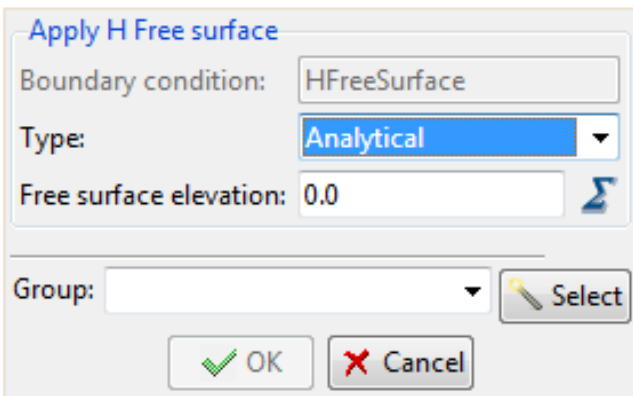 Apply H Free surface
Boundary condition: HFreeSurface
Type: Analytical
Free surface elevation: 0.0 Σ
Group: Select
OK Cancel